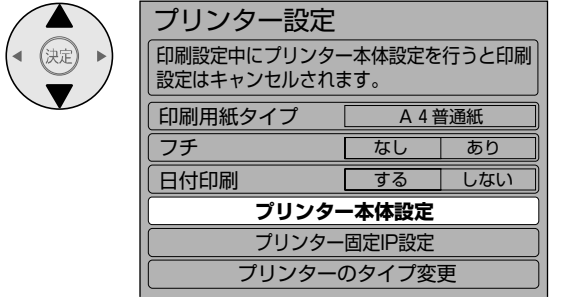 決定
プリンター設定
印刷設定中にプリンター本体設定を行うと印刷
設定はキャンセルされます。
印刷用紙タイプ A4普通紙
フチ なし あり
日付印刷 する しない
プリンター本体設定
プリンター固定IP設定
プリンターのタイプ変更